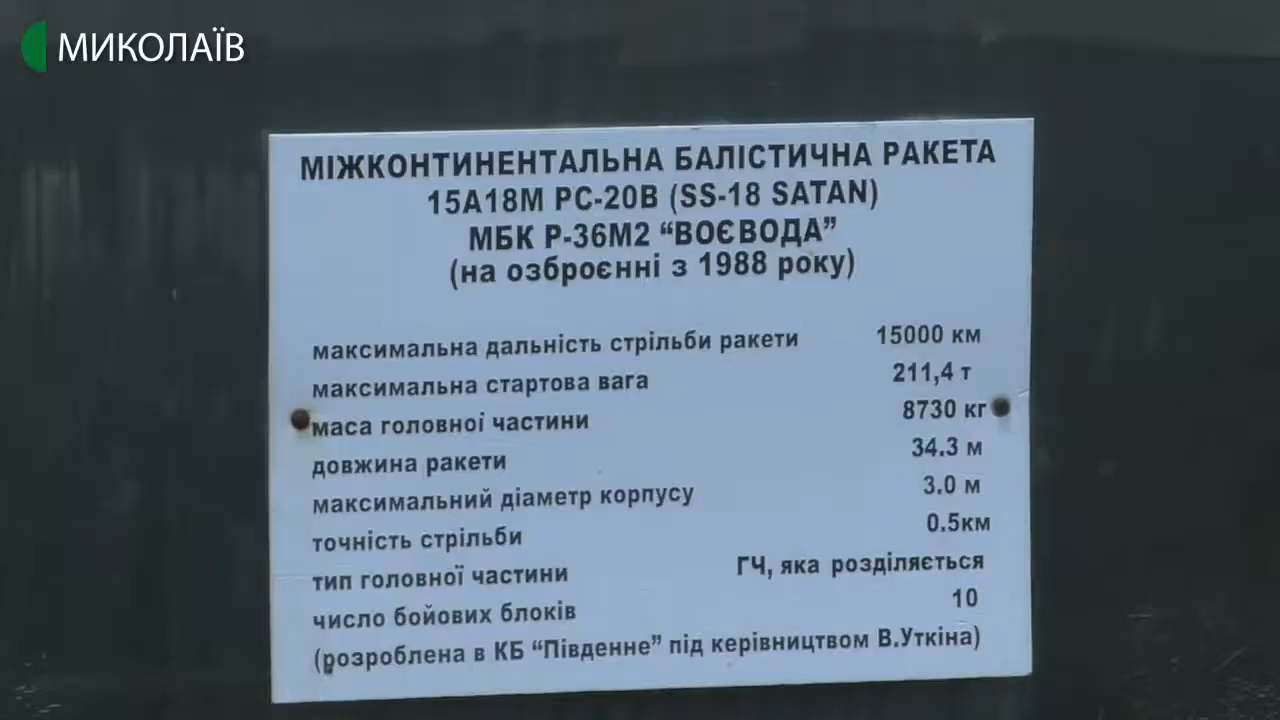 МИКОЛАЇВ
МІЖКОНТИНЕНТАЛЬНА БАЛІСТИЧНА РАКЕТА
15А18М РС-20В (SS-18 SATAN)
МБК Р-36М2 “ВОЄВОДА”
(на озброєнні з 1988 року)
максимальна дальність стрільби ракети 15000 км
максимальна стартова вага 211,4 т
маса головної частини 8730 кг
довжина ракети 34.3 м
максимальний діаметр корпусу 3.0 м
точність стрільби 0.5км
тип головної частини ГЧ, яка розділяється
число бойових блоків 10
(розроблена в КБ “Південне” під керівництвом В.Уткіна)